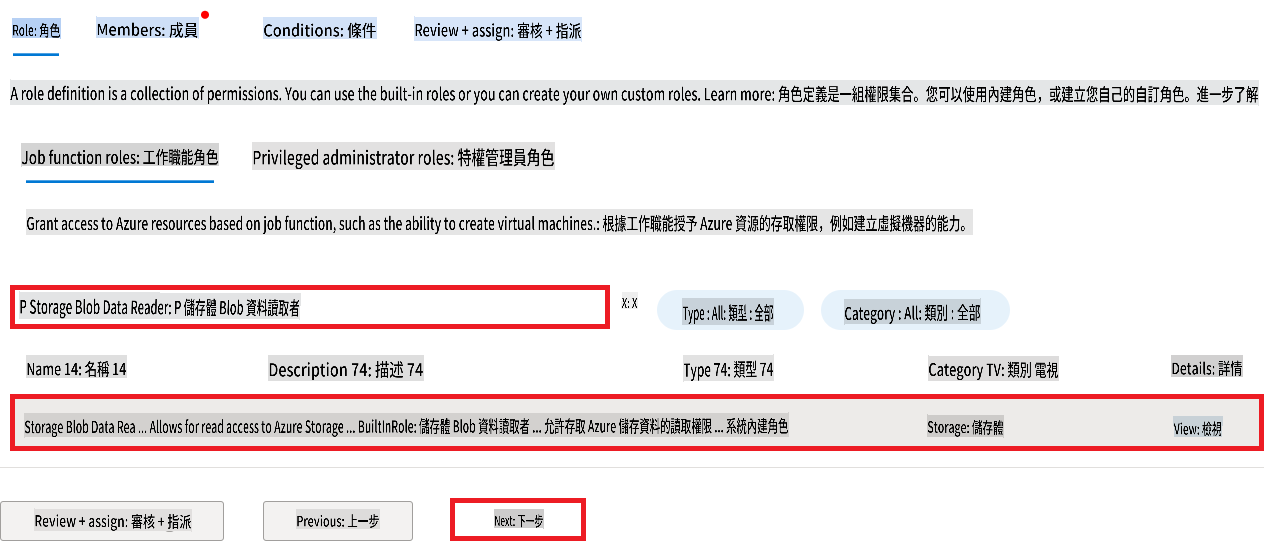 Role: 角色 Members: 成員 Conditions: 條件 Review + assign: 審核 + 指派
A role definition is a collection of permissions. You can use the built-in roles or you can create your own custom roles. Learn more: 角色定義是一組權限集合。您可以使用內建角色，或建立您自己的自訂角色。進一步了解
Job function roles: 工作職能角色 Privileged administrator roles: 特權管理員角色
Grant access to Azure resources based on job function, such as the ability to create virtual machines.: 根據工作職能授予 Azure 資源的存取權限，例如建立虛擬機器的能力。
P Storage Blob Data Reader: P 儲存體 Blob 資料讀取者 X: X Type : All: 類型 : 全部 Category : All: 類別 : 全部
Name 14: 名稱 14 Description 74: 描述 74 Type 74: 類型 74 Category TV: 類別 電視 Details: 詳情
Storage Blob Data Rea ... Allows for read access to Azure Storage ... BuiltInRole: 儲存體 Blob 資料讀取者 ... 允許存取 Azure 儲存資料的讀取權限 ... 系統內建角色 Storage: 儲存體 View: 檢視
Review + assign: 審核 + 指派 Previous: 上一步 Next: 下一步